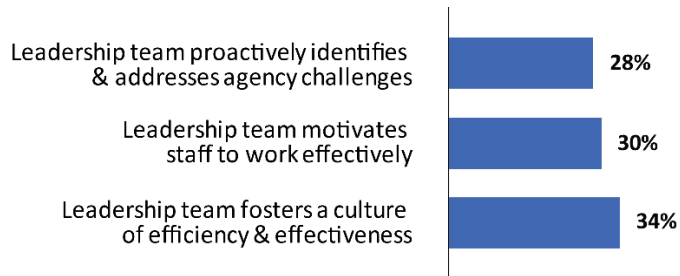 Leadership team proactively identifies
& addresses agency challenges
28%
Leadership team motivates
staff to work effectively
30%
Leadership team fosters a culture
of efficiency & effectiveness
34%